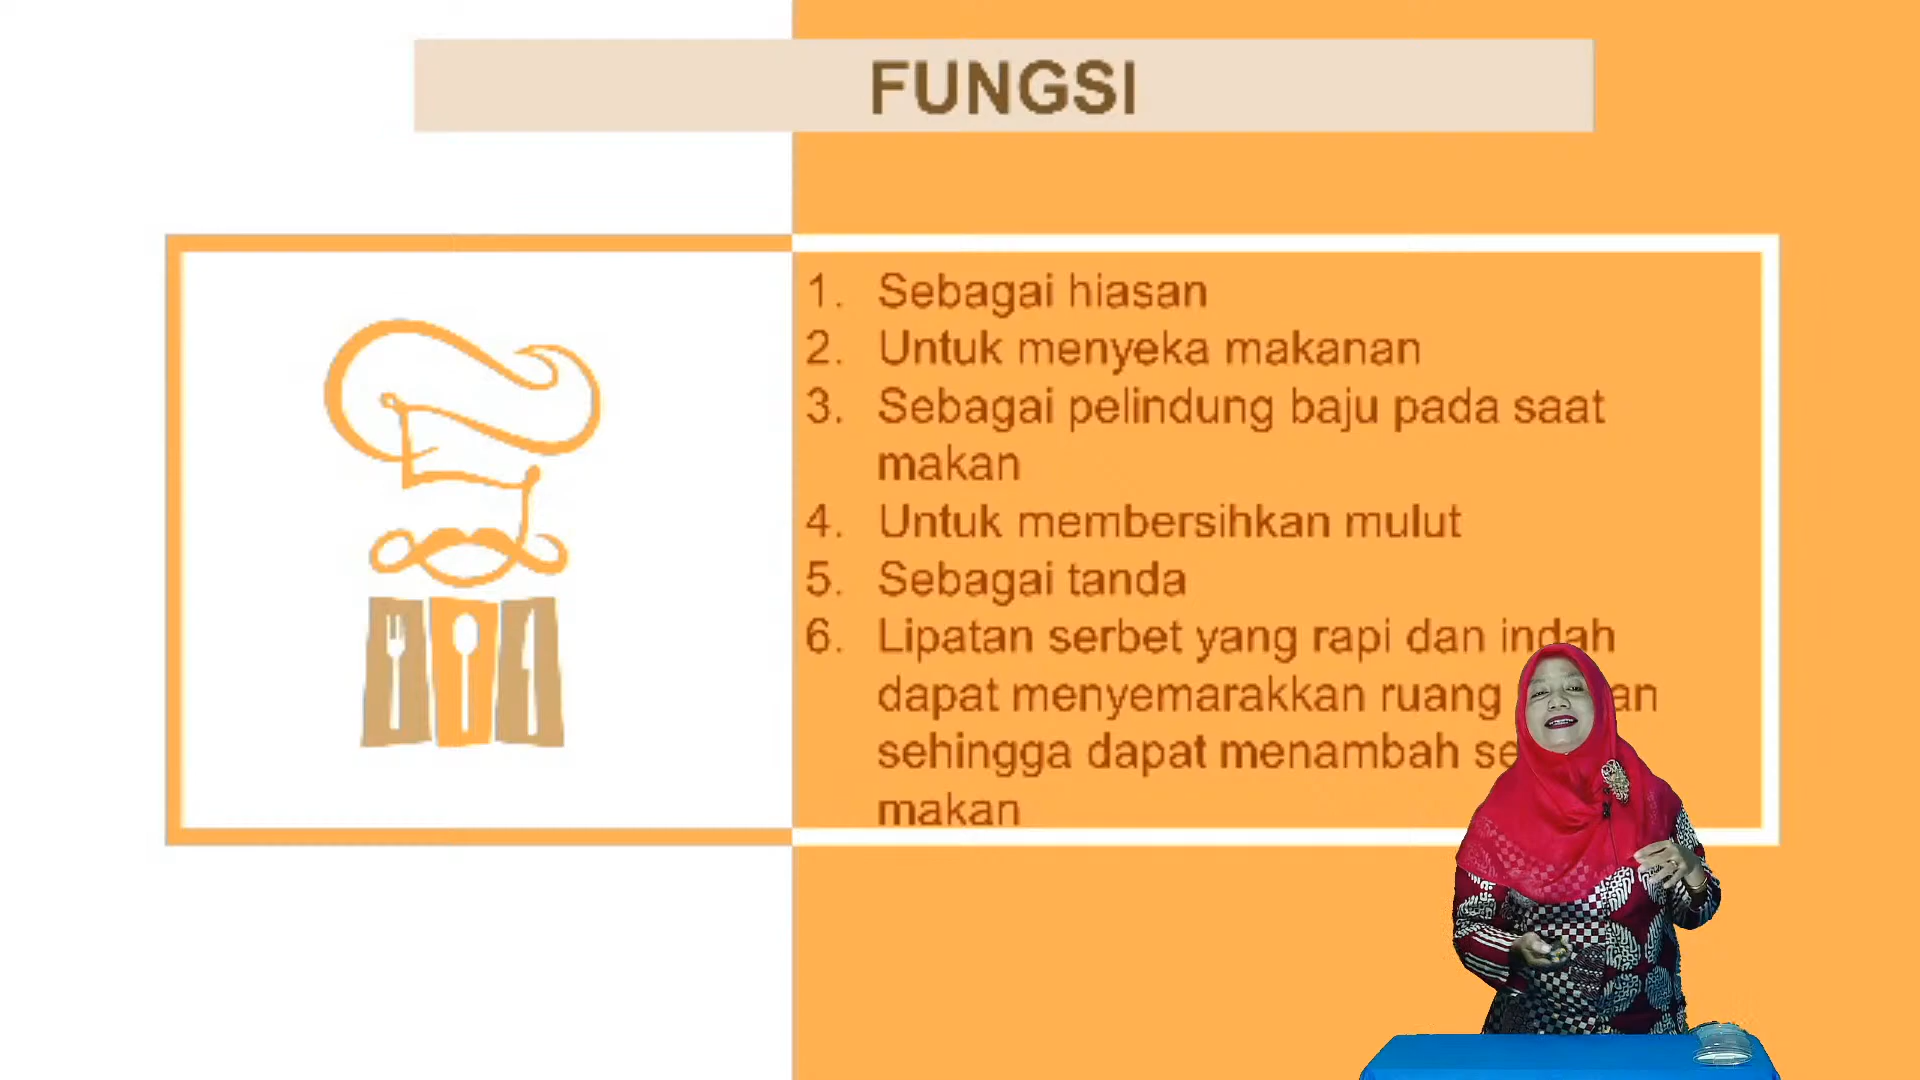 FUNGSI
1. Sebagai hiasan
2. Untuk menyeka makanan
3. Sebagai pelindung baju pada saat
makan
4. Untuk membersihkan mulut
5. Sebagai tanda
6. Lipatan serbet yang rapi dan indah
dapat menyemarakkan ruang
sehingga dapat menambah
makan